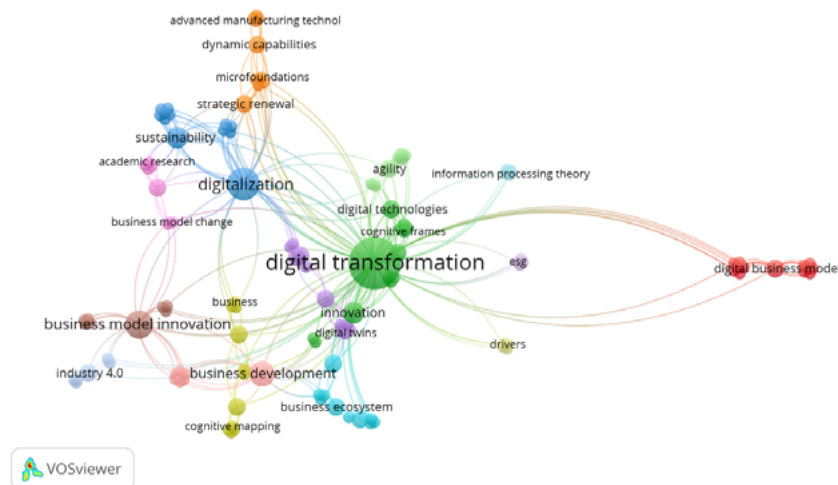 advanced manufacturing technol
dynamic capabilities
microfoundations
strategic renewal
sustainability
academic research
agility
information processing theory
digitalization
digital technologies
business model change
cognitive frames
digital transformation
esg
digital business model
business
innovation
business model innovation
digital twins
drivers
industry 4.0
business development
business ecosystem
cognitive mapping
VOSviewer